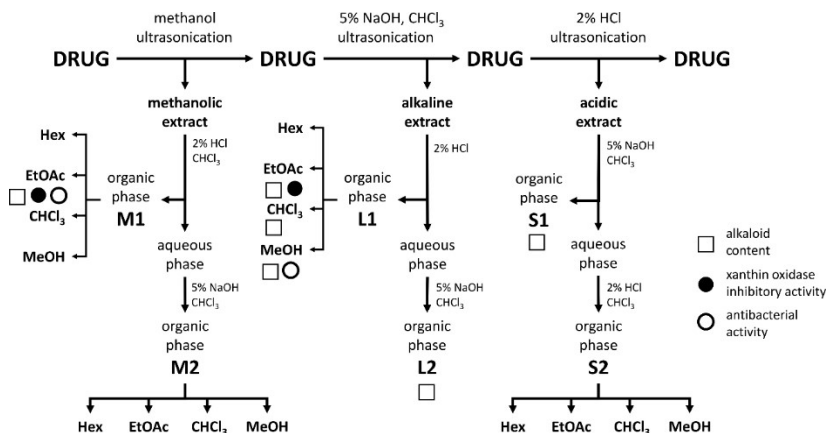 methanol
ultrasonication
5% NaOH, CHCl₃
ultrasonication
2% HCl
ultrasonication
DRUG
DRUG
DRUG
DRUG
methanolic
extract
alkaline
extract
acidic
extract
Hex
EtOAc
CHCl₃
MeOH
2% HCl
CHCl₃
organic
phase
M1
aqueous
phase
5% NaOH
CHCl₃
organic
phase
M2
Hex
EtOAc
CHCl₃
MeOH
Hex
EtOAc
CHCl₃
MeOH
2% HCl
organic
phase
L1
aqueous
phase
5% NaOH
CHCl₃
organic
phase
L2
5% NaOH
CHCl₃
organic
phase
S1
aqueous
phase
2% HCl
CHCl₃
organic
phase
S2
Hex
EtOAc
CHCl₃
MeOH
alkaloid
content
xanthin oxidase
inhibitory activity
antibacterial
activity